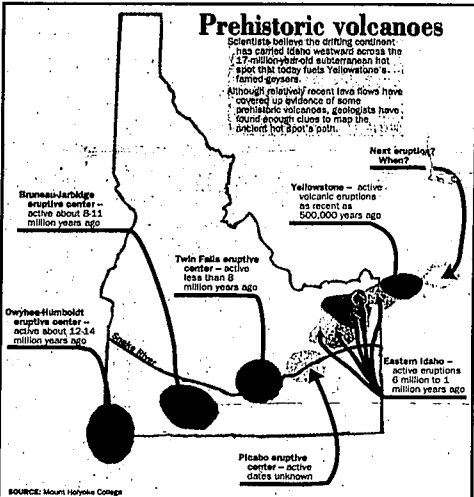 Prehistoric volcanoes
Scientists believe the drifting continent
has carried Idaho westward across the
17-million-year-old subterranean hot
spot that today fuels Yellowstone's
famed geysers.
Although relatively recent lava flows have
covered up evidence of some
prehistoric volcanoes, geologists have
found enough clues to map the
ancient hot spot's path.
Next eruption?
When?
Yellowstone – active
volcanic eruptions
as recent as
500,000 years ago
Bruneau-Jarbidge
eruptive center –
active about 8-11
million years ago
Twin Falls eruptive
center – active
less than 8
million years ago
Owyhee-Humboldt
eruptive center –
active about 12-14
million years ago
Snake River
Eastern Idaho –
active eruptions
6 million to 1
million years ago
Picabo eruptive
center – active
dates unknown
SOURCE: Mount Holyoke College